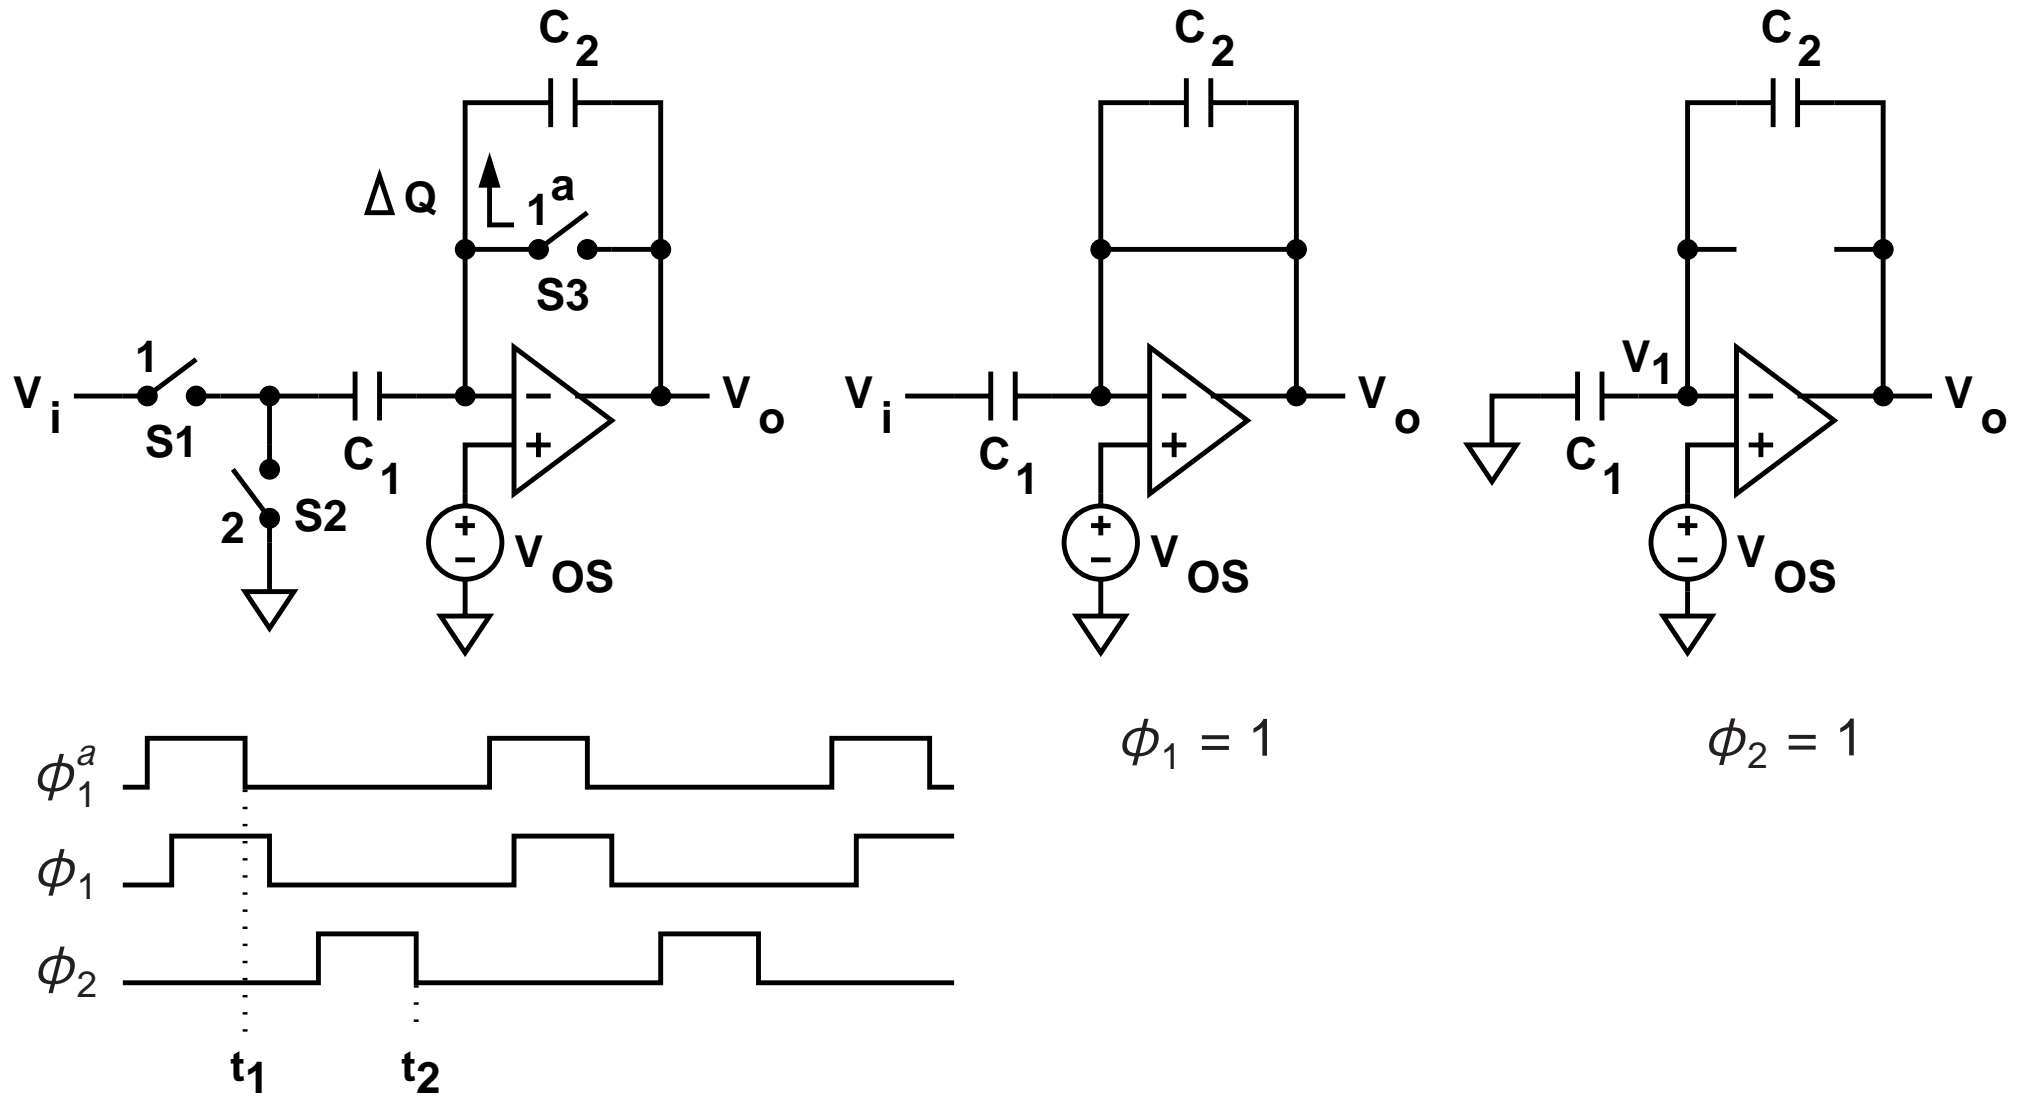 C2 C2 C2
ΔQ 1a
S3
1 V1
Vi Vo Vi Vo Vo
S1 C1 C1 C1
− − −
+ + +
2 S2
+ + +
− − −
VOS VOS VOS
ϕ1a ϕ1 = 1 ϕ2 = 1
ϕ1
ϕ2
t1 t2